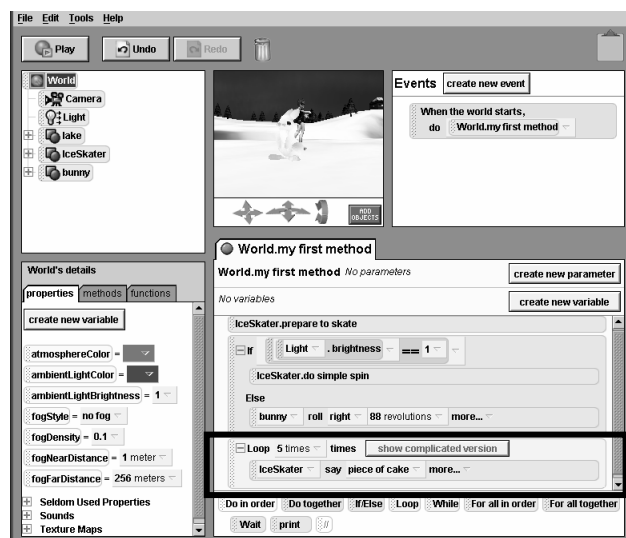 File Edit Tools Help
Play Undo Redo
World
Camera
Light
lake
IceSkater
bunny
ADD OBJECTS
Events create new event
When the world starts,
do World.my first method
World's details
properties methods functions
create new variable
atmosphereColor =
ambientLightColor =
ambientLightBrightness = 1
fogStyle = no fog
fogDensity = 0.1
fogNearDistance = 1 meter
fogFarDistance = 256 meters
Seldom Used Properties
Sounds
Texture Maps
World.my first method
World.my first method No parameters create new parameter
No variables create new variable
IceSkater.prepare to skate
If Light . brightness == 1
IceSkater.do simple spin
Else
bunny roll right 88 revolutions more...
Loop 5 times times show complicated version
IceSkater say piece of cake more...
Do in order Do together If/Else Loop While For all in order For all together
Wait print //